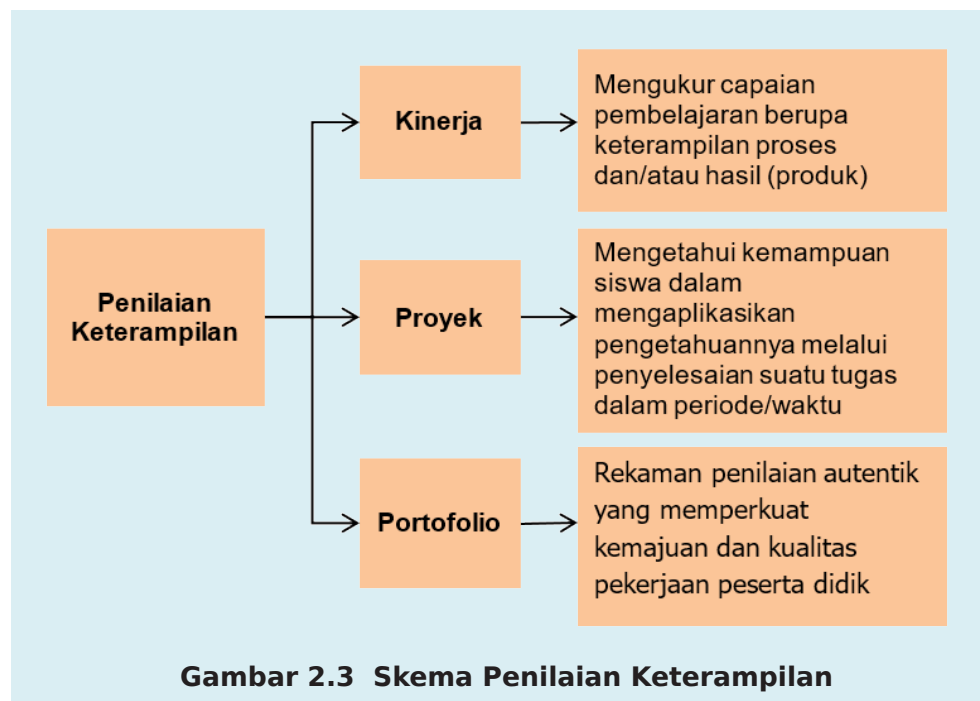 Penilaian
Keterampilan
Kinerja
Mengukur capaian
pembelajaran berupa
keterampilan proses
dan/atau hasil (produk)
Proyek
Mengetahui kemampuan
siswa dalam
mengaplikasikan
pengetahuannya melalui
penyelesaian suatu tugas
dalam periode/waktu
Portofolio
Rekaman penilaian autentik
yang memperkuat
kemajuan dan kualitas
pekerjaan peserta didik
Gambar 2.3 Skema Penilaian Keterampilan